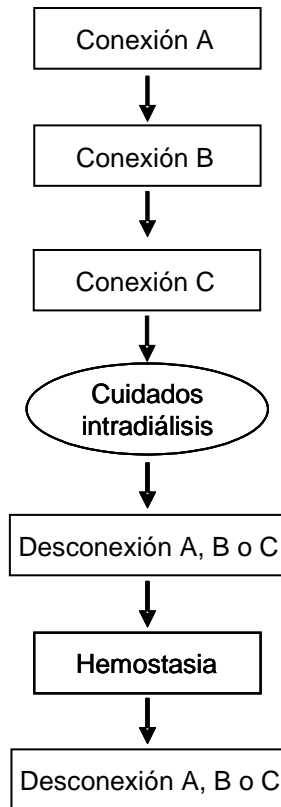 Conexión A
Conexión B
Conexión C
Cuidados
intradiálisis
Desconexión A, B o C
Hemostasia
Desconexión A, B o C